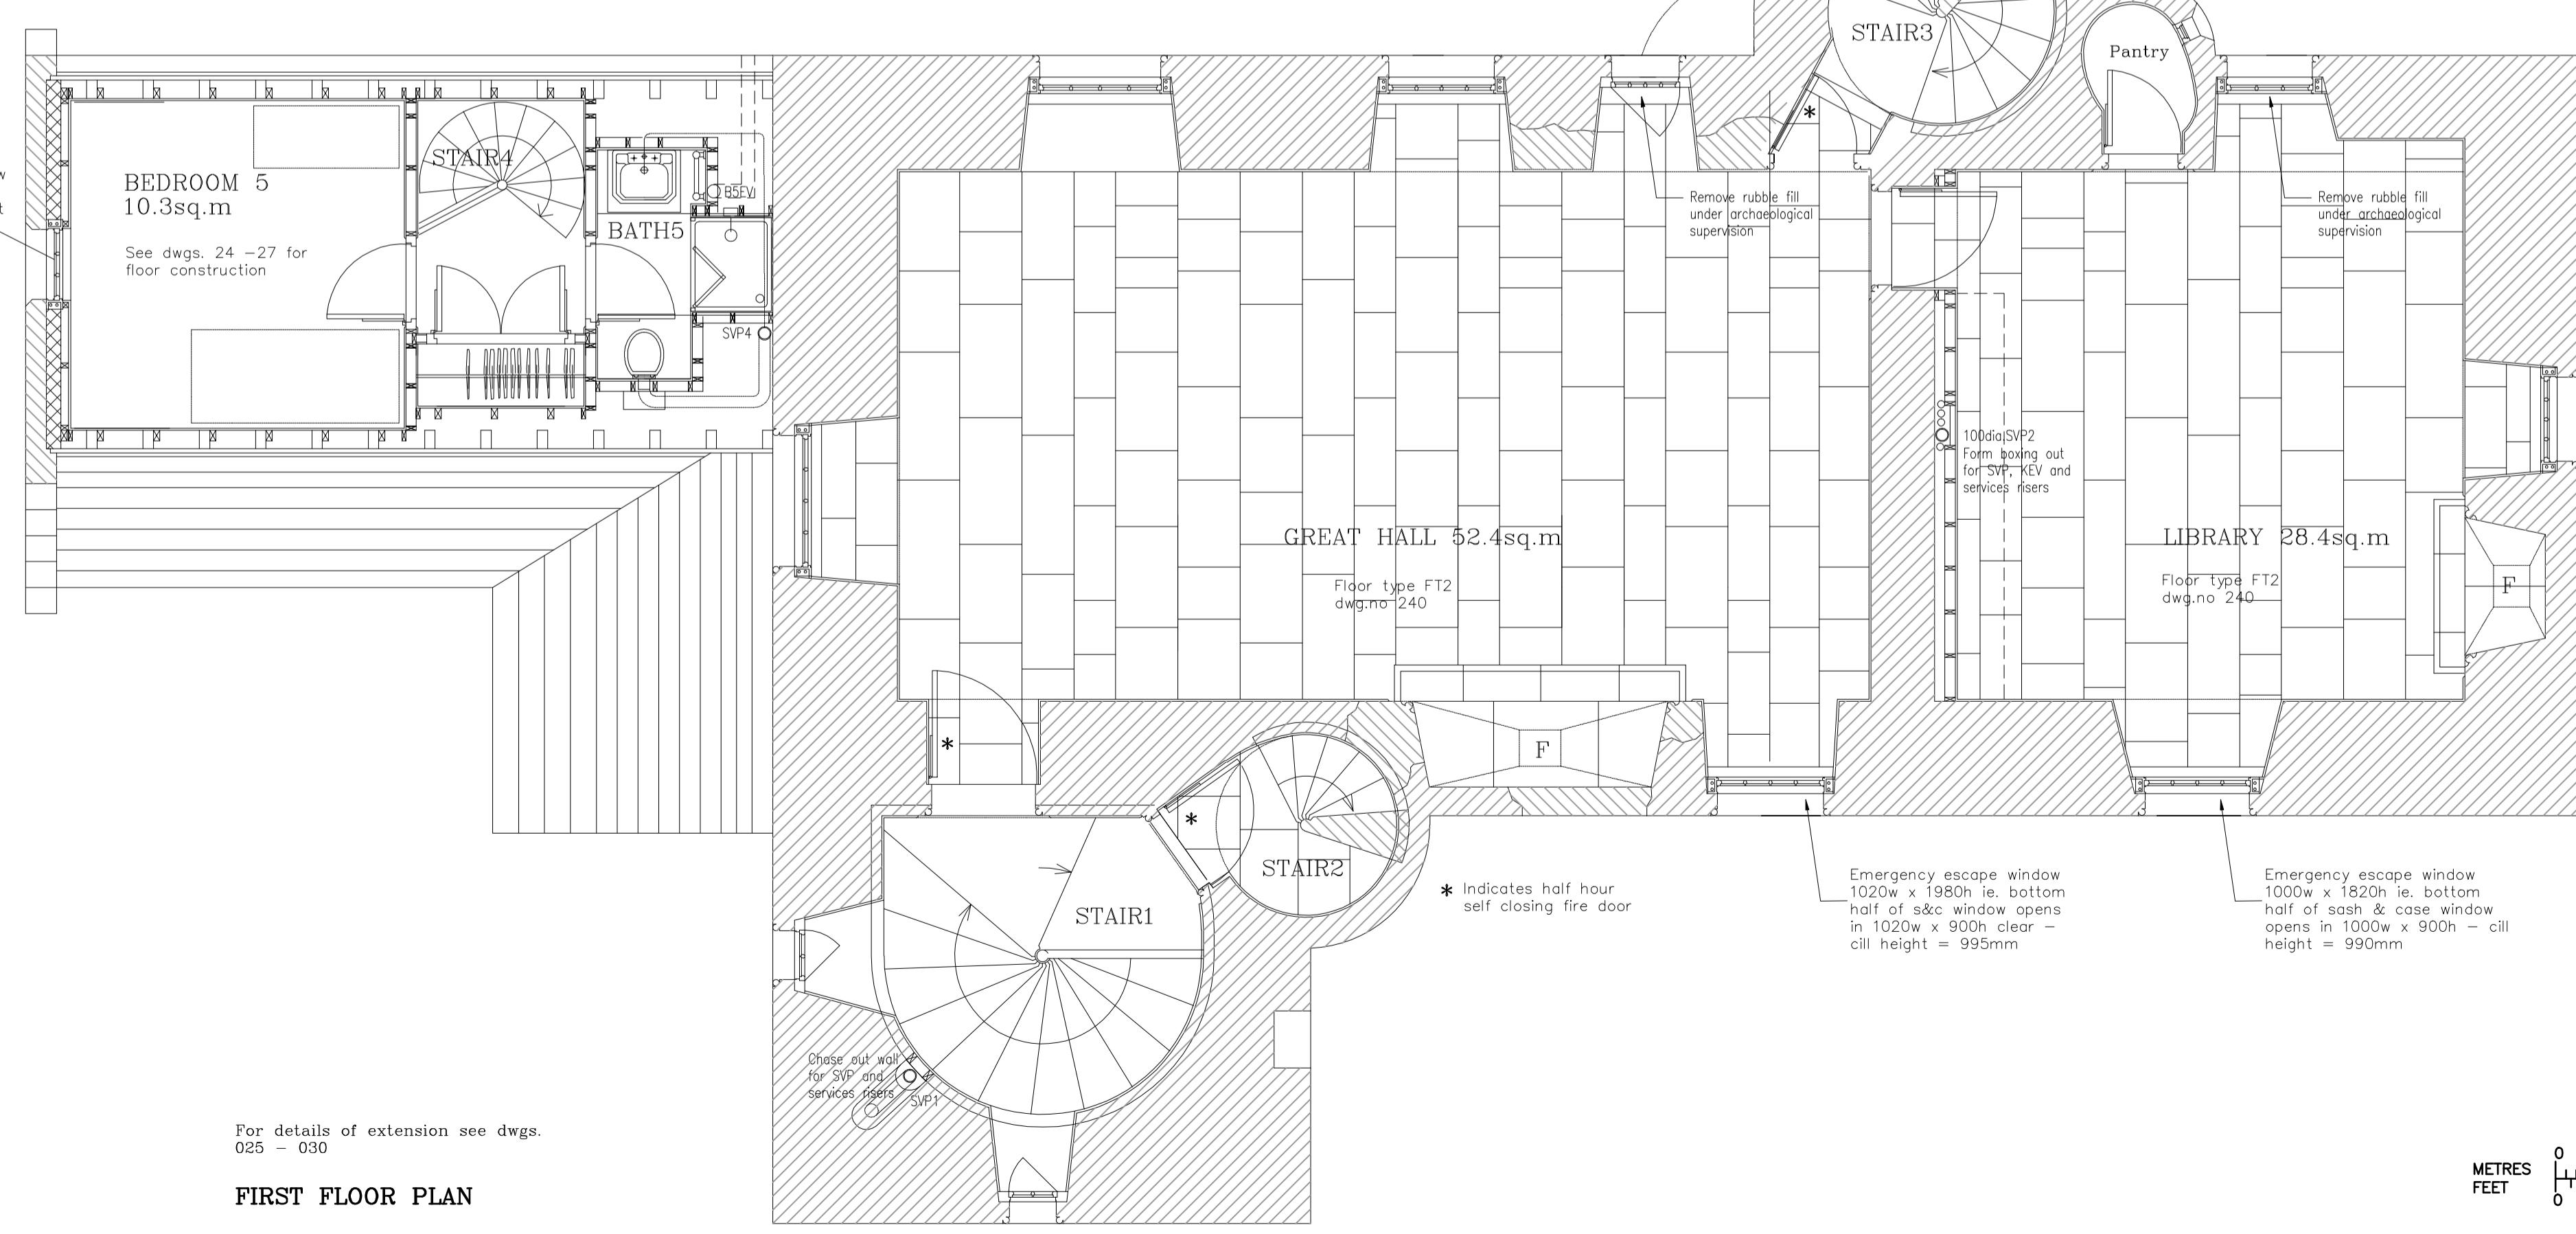 STAIR3
Pantry
STAIR4
BEDROOM 5
10.3sq.m
See dwgs. 24 –27 for
floor construction
B5EV
BATH5
SVP4
*
Remove rubble fill
under archaeological
supervision
Remove rubble fill
under archaeological
supervision
100dia SVP2
Form boxing out
for SVP, KEV and
services risers
GREAT HALL 52.4sq.m
Floor type FT2
dwg.no 240
LIBRARY 28.4sq.m
Floor type FT2
dwg.no 240
F
F
*
*
STAIR2
STAIR1
* Indicates half hour
self closing fire door
Emergency escape window
1020w x 1980h ie. bottom
half of s&c window opens
in 1020w x 900h clear –
cill height = 995mm
Emergency escape window
1000w x 1820h ie. bottom
half of sash & case window
opens in 1000w x 900h – cill
height = 990mm
Chase out wall
for SVP and
services risers
SVP1
For details of extension see dwgs.
025 – 030
FIRST FLOOR PLAN
METRES
FEET
0
0